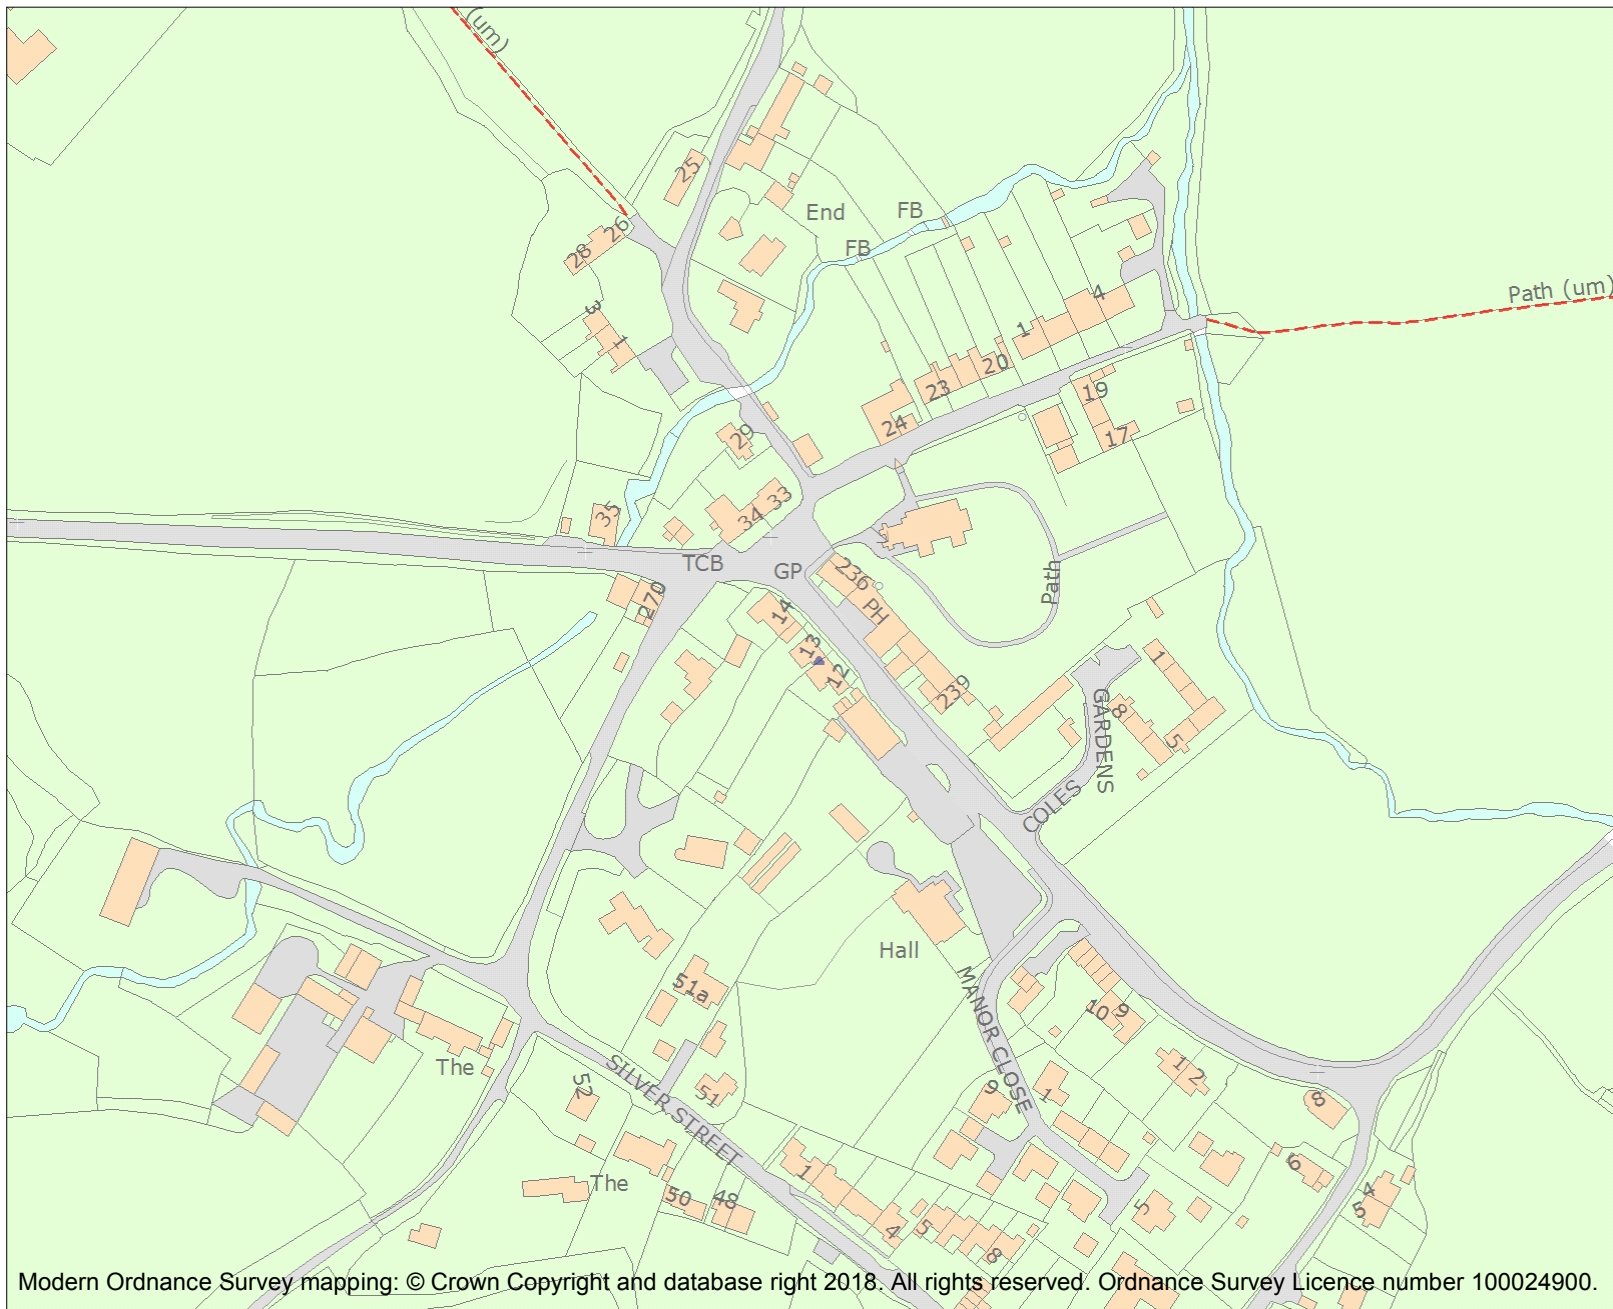 (um)
25
End
FB
FB
26
28
3
1
4
1
20
23
24
19
17
Path (um)
29
33
34
35
TCB
GP
236
PH
Path
270
14
13
12
239
1
8
5
COLES GARDENS
Hall
51a
MANOR CLOSE
10
9
The
52
SILVER STREET
51
9
1
1
2
8
6
4
5
The
50
48
1
4
5
8
5
Modern Ordnance Survey mapping: © Crown Copyright and database right 2018. All rights reserved. Ordnance Survey Licence number 100024900.